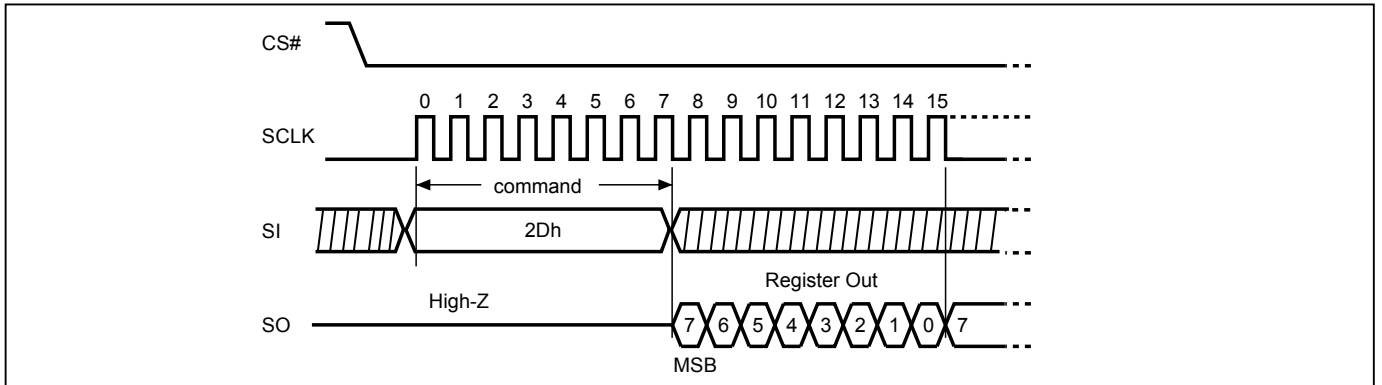 CS#
0 1 2 3 4 5 6 7 8 9 10 11 12 13 14 15
SCLK
command
SI
2Dh
Register Out
High-Z
SO
7 6 5 4 3 2 1 0 7
MSB